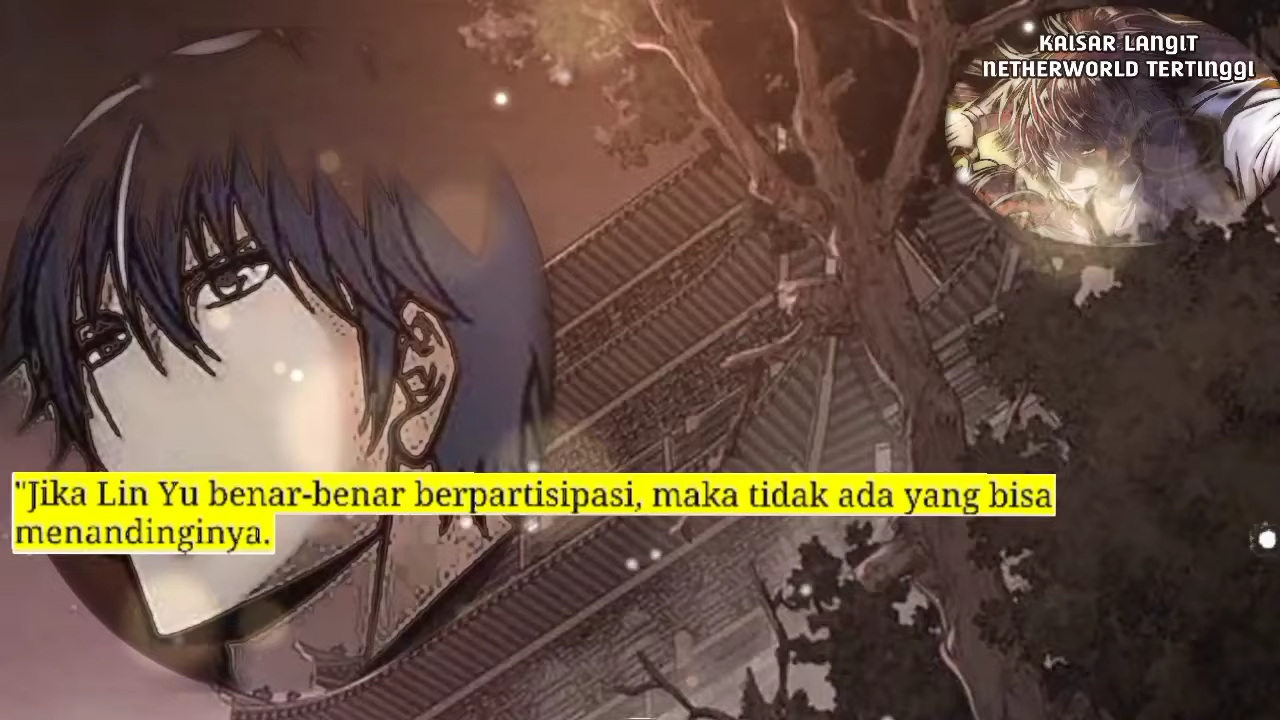 KAISAR LANGIT
NETHERWORLD TERTINGGI
"Jika Lin Yu benar-benar berpartisipasi, maka tidak ada yang bisa
menandinginya.